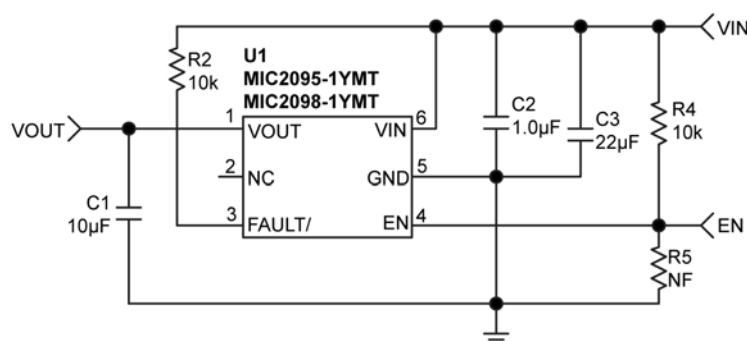 VIN
R2
10k
U1
MIC2095-1YMT
MIC2098-1YMT
C2
1.0µF
C3
22µF
R4
10k
VOUT
1
VOUT
VIN
6
2
NC
GND
5
C1
10µF
3
FAULT/
EN
4
EN
R5
NF